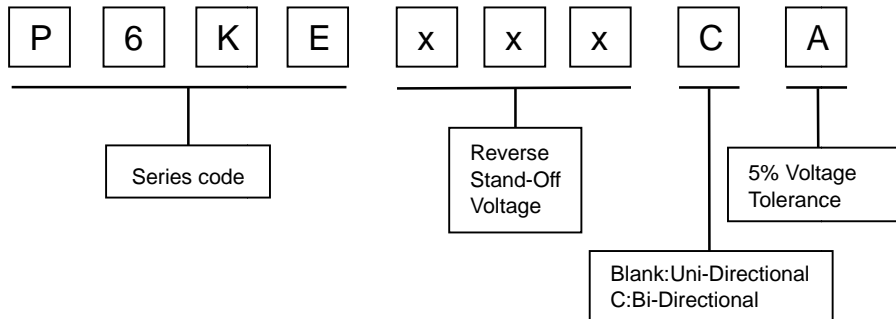 P 6 K E x x x C A
Series code
Reverse
Stand-Off
Voltage
5% Voltage
Tolerance
Blank:Uni-Directional
C:Bi-Directional